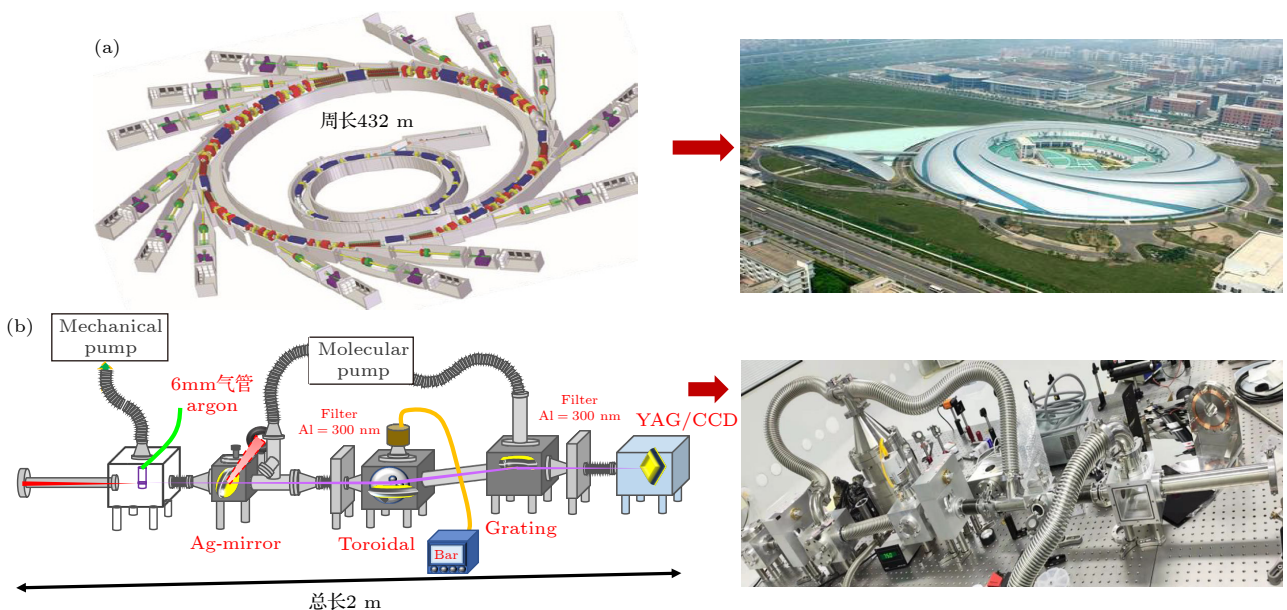 (a)
周长432 m
(b)
Mechanical
pump
Molecular
pump
6mm气管
argon
Filter
Al = 300 nm
Filter
Al = 300 nm
YAG/CCD
Ag-mirror
Toroidal
Grating
Bar
总长2 m